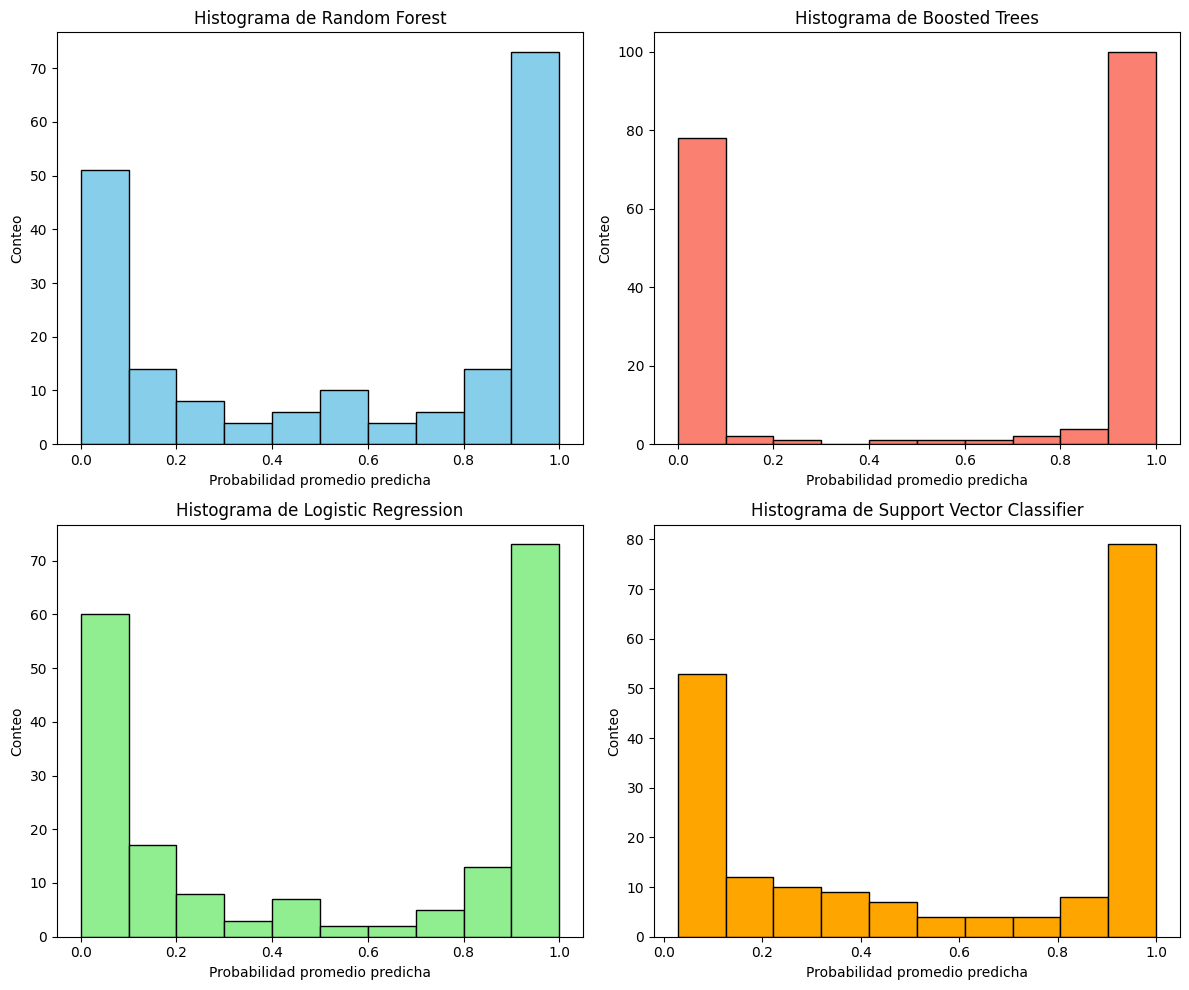 Histograma de Random Forest
70
60
50
40
30
20
10
0
Conteo
0.0 0.2 0.4 0.6 0.8 1.0
Probabilidad promedio predicha
Histograma de Boosted Trees
100
80
60
40
20
0
Conteo
0.0 0.2 0.4 0.6 0.8 1.0
Probabilidad promedio predicha
Histograma de Logistic Regression
70
60
50
40
30
20
10
0
Conteo
0.0 0.2 0.4 0.6 0.8 1.0
Probabilidad promedio predicha
Histograma de Support Vector Classifier
80
70
60
50
40
30
20
10
0
Conteo
0.0 0.2 0.4 0.6 0.8 1.0
Probabilidad promedio predicha